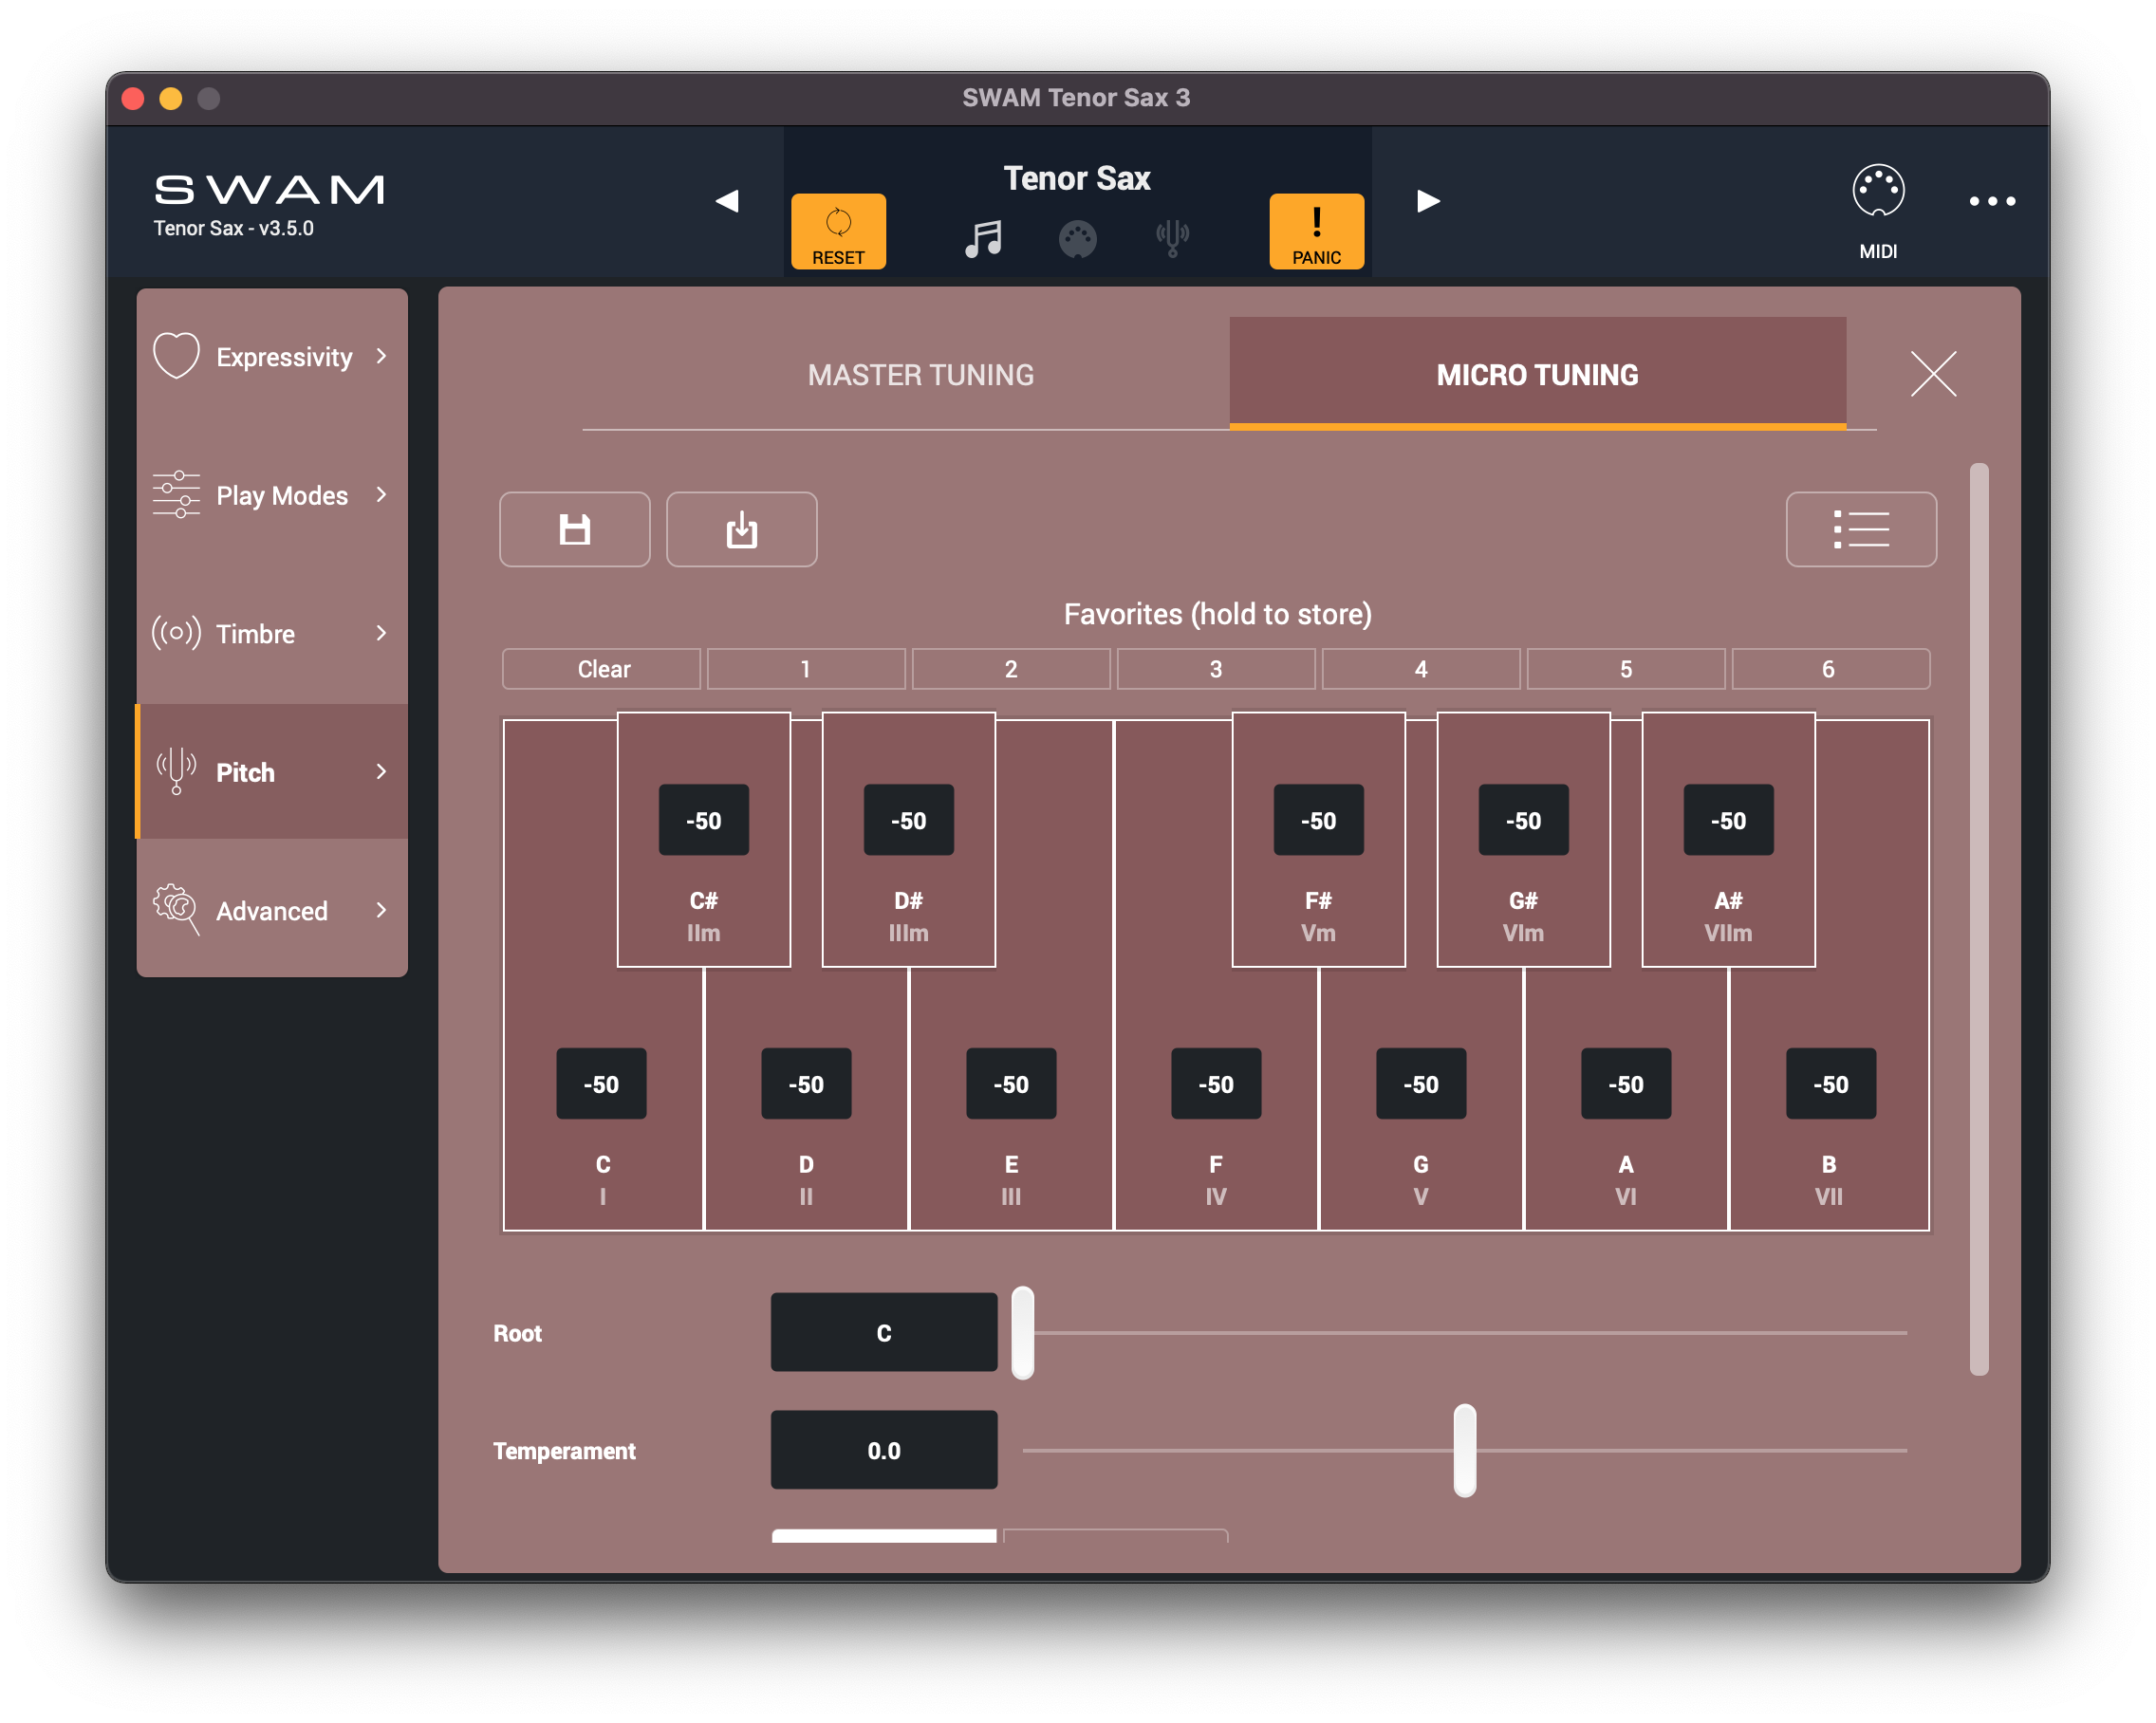 SWAM Tenor Sax 3
SWAM
Tenor Sax - v3.5.0
Tenor Sax
RESET
PANIC
MIDI
Expressivity
Play Modes
Timbre
Pitch
Advanced
MASTER TUNING
MICRO TUNING
Favorites (hold to store)
Clear 1 2 3 4 5 6
-50 -50 -50 -50 -50
C# D# F# G# A#
IIm IIIm Vm VIm VIIm
-50 -50 -50 -50 -50 -50 -50
C D E F G A B
I II III IV V VI VII
Root C
Temperament 0.0